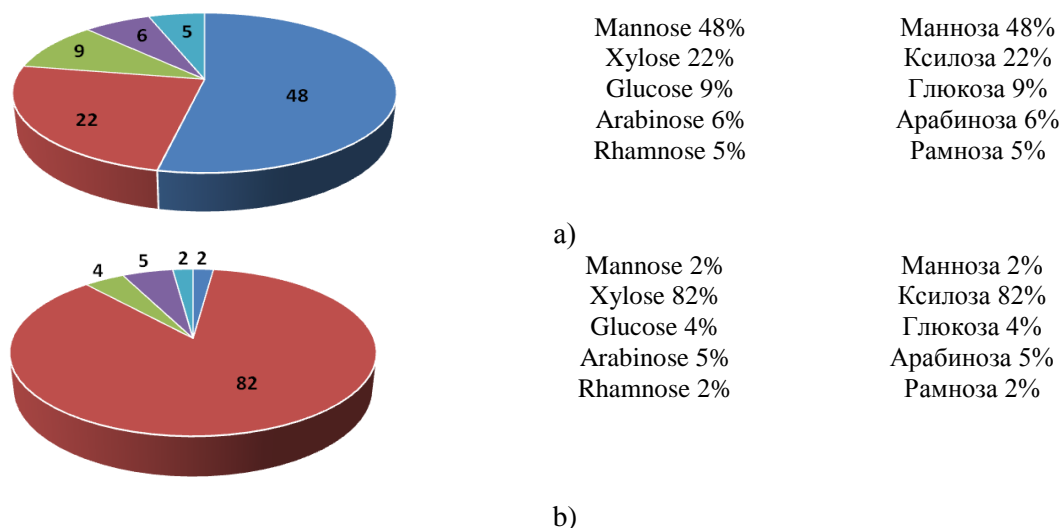 5
6
9
48
22
Mannose 48%
Xylose 22%
Glucose 9%
Arabinose 6%
Rhamnose 5%
Манноза 48%
Ксилоза 22%
Глюкоза 9%
Арабиноза 6%
Рамноза 5%
a)
4
5
2
2
82
Mannose 2%
Xylose 82%
Glucose 4%
Arabinose 5%
Rhamnose 2%
Манноза 2%
Ксилоза 82%
Глюкоза 4%
Арабиноза 5%
Рамноза 2%
b)